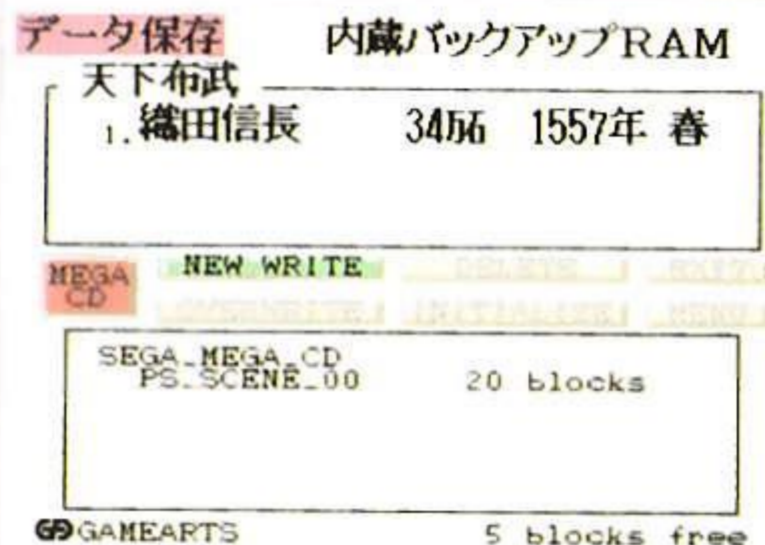 データ保存 内蔵バックアップRAM
天下布武
1.織田信長 34万石 1557年 春
MEGA CD
NEW WRITE
SEGA_MEGA_CD
PS_SCENE_00 20 blocks
GAMEARTS 5 blocks free